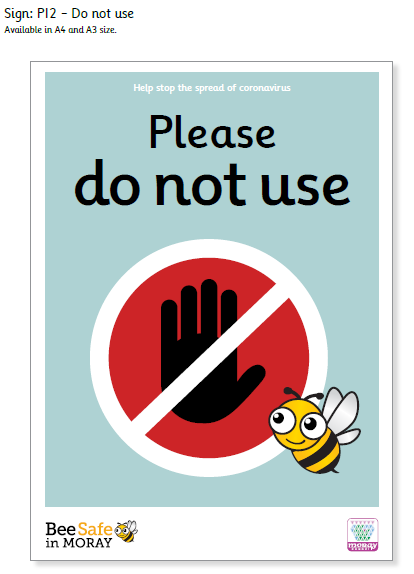 Sign: PI2 - Do not use
Available in A4 and A3 size.
Help stop the spread of coronavirus
Please
do not use
Bee Safe
in MORAY
moray